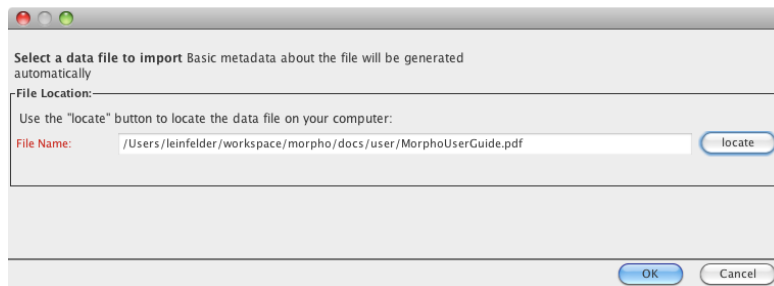 Select a data file to import Basic metadata about the file will be generated
automatically
File Location:
Use the "locate" button to locate the data file on your computer:
File Name: /Users/leinfelder/workspace/morpho/docs/user/MorphoUserGuide.pdf locate
OK Cancel